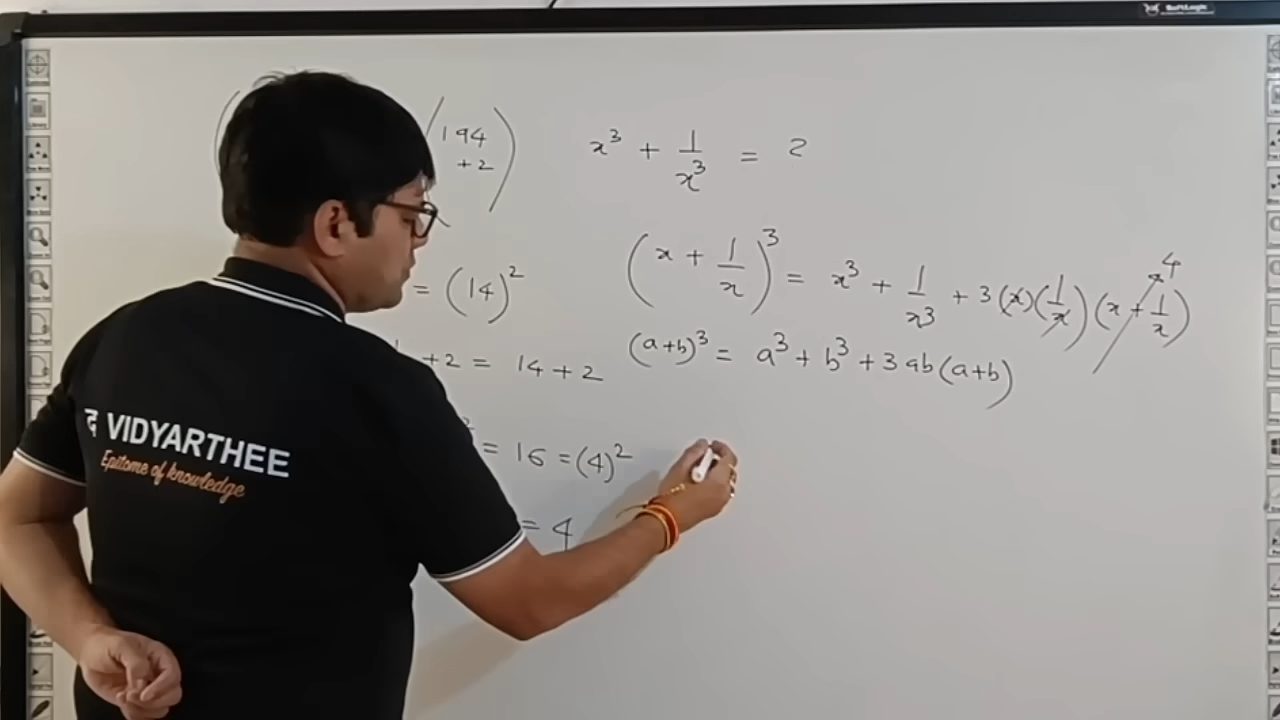 194
+2
x³ + 1/x³ = 2
= (14)²
(x + 1/x)³ = x³ + 1/x³ + 3(x)(1/x)(x + 1/x) 4
+2 = 14+2
(a+b)³ = a³ + b³ + 3ab(a+b)
= 16 = (4)²
= 4
द VIDYARTHEE
Epitome of knowledge